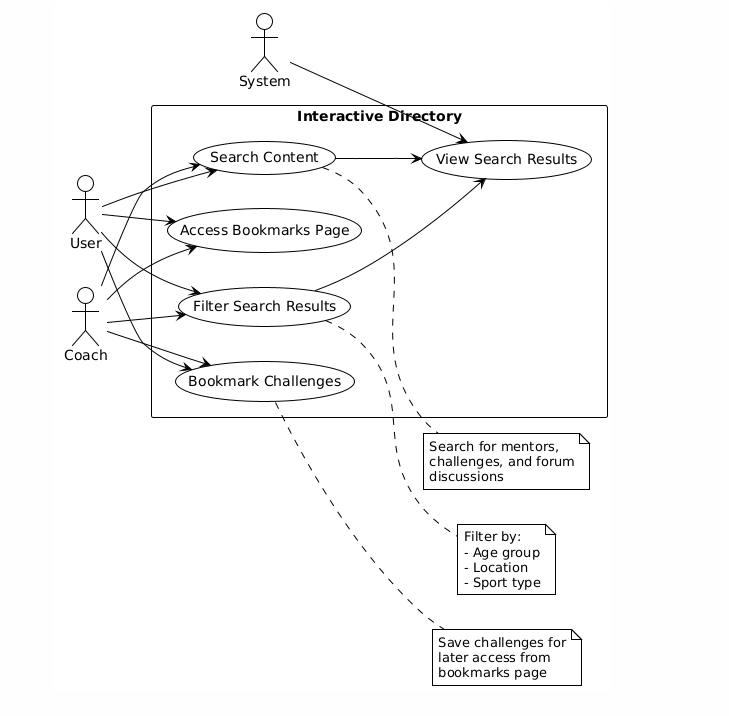 System
Interactive Directory
Search Content
View Search Results
User
Access Bookmarks Page
Filter Search Results
Coach
Bookmark Challenges
Search for mentors,
challenges, and forum
discussions
Filter by:
- Age group
- Location
- Sport type
Save challenges for
later access from
bookmarks page